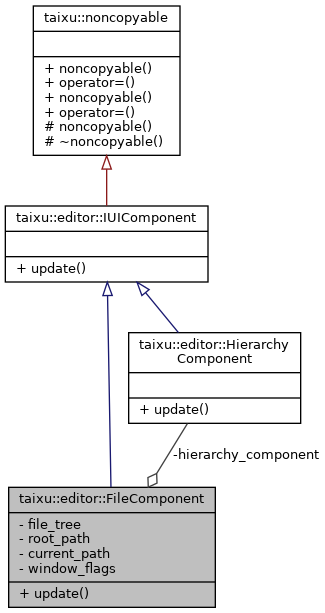 taixu::noncopyable
+ noncopyable()
+ operator=()
+ noncopyable()
+ operator=()
# noncopyable()
# ~noncopyable()
taixu::editor::IUIComponent
+ update()
taixu::editor::Hierarchy
Component
+ update()
-hierarchy_component
taixu::editor::FileComponent
- file_tree
- root_path
- current_path
- window_flags
+ update()